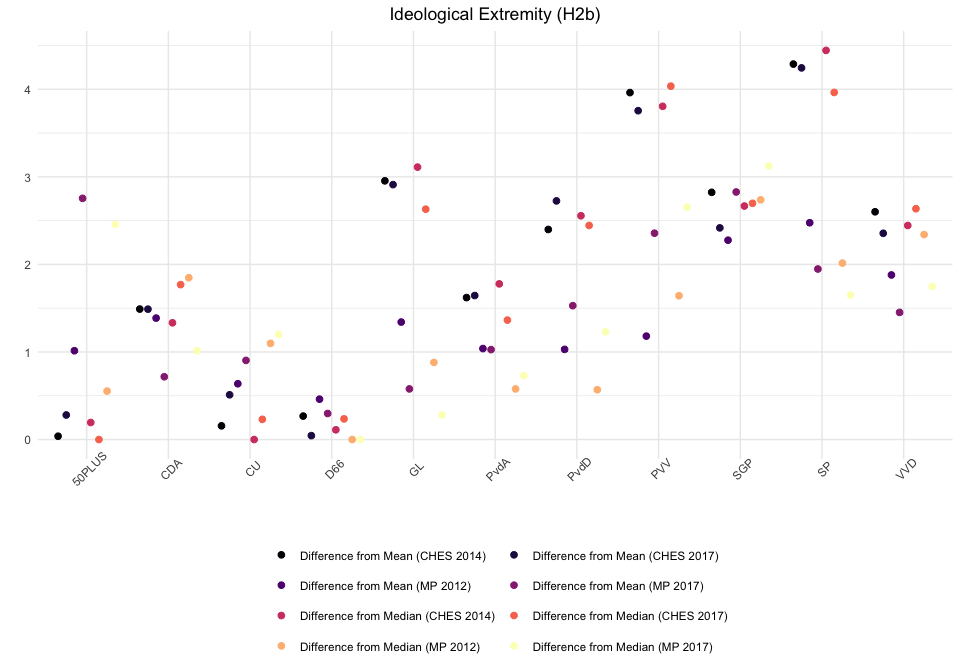 Ideological Extremity (H2b)
4
3
2
1
0
50PLUS CDA CU D66 GL PvdA PvdD PVV SGP SP VVD
Difference from Mean (CHES 2014) Difference from Mean (CHES 2017)
Difference from Mean (MP 2012) Difference from Mean (MP 2017)
Difference from Median (CHES 2014) Difference from Median (CHES 2017)
Difference from Median (MP 2012) Difference from Median (MP 2017)